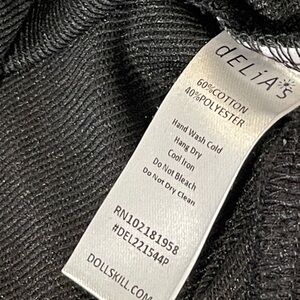 dELiA*s
60%COTTON
40%POLYESTER
Hand Wash Cold
Hang Dry
Cool Iron
Do Not Bleach
Do Not Dry Clean
RN102181958
#DEL221544P
DOLLSKILL.COM